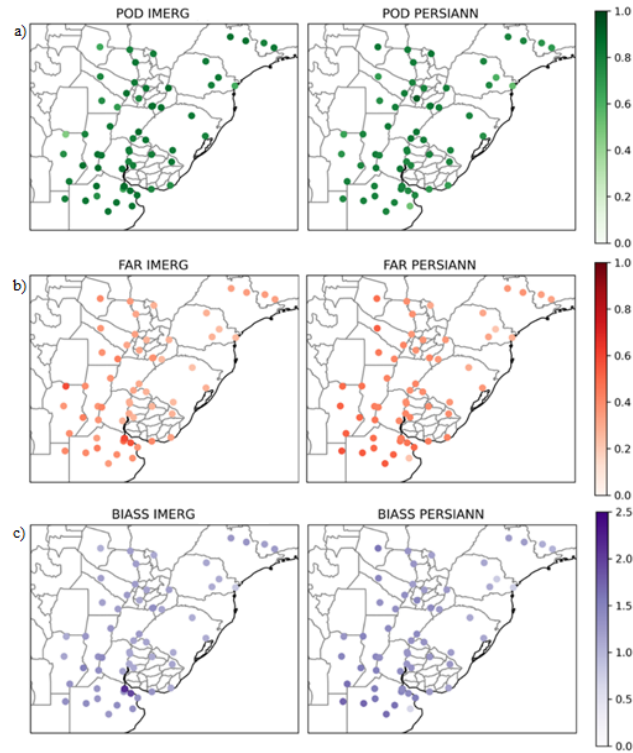 a)
POD IMERG
POD PERSIANN
1.0
0.8
0.6
0.4
0.2
0.0
b)
FAR IMERG
FAR PERSIANN
1.0
0.8
0.6
0.4
0.2
0.0
c)
BIASS IMERG
BIASS PERSIANN
2.5
2.0
1.5
1.0
0.5
0.0